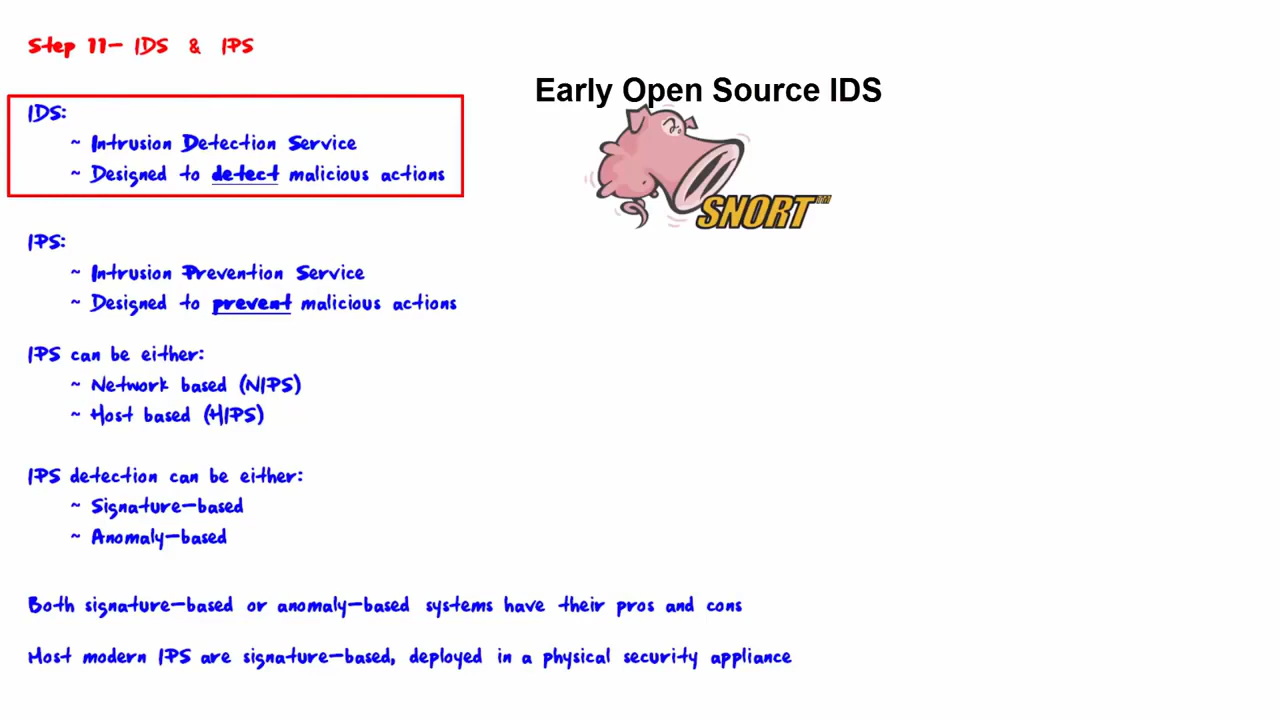 Step 11- IDS & IPS
Early Open Source IDS
SNORT™
IDS:
~ Intrusion Detection Service
~ Designed to detect malicious actions
IPS:
~ Intrusion Prevention Service
~ Designed to prevent malicious actions
IPS can be either:
~ Network based (NIPS)
~ Host based (HIPS)
IPS detection can be either:
~ Signature-based
~ Anomaly-based
Both signature-based or anomaly-based systems have their pros and cons
Most modern IPS are signature-based, deployed in a physical security appliance